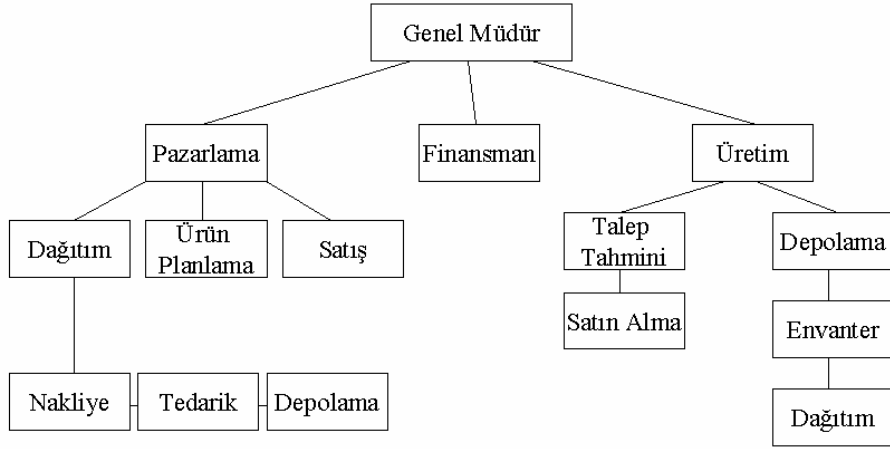 Genel Müdür
Pazarlama
Finansman
Üretim
Dağıtım
Ürün
Planlama
Satış
Talep
Tahmini
Depolama
Satın Alma
Envanter
Nakliye
Tedarik
Depolama
Dağıtım